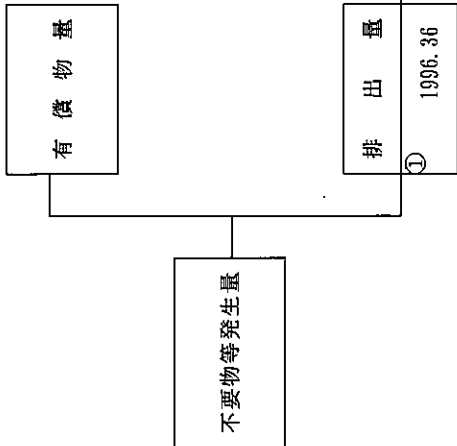 有償物量
排出量
①
1996.36
不要物等発生量